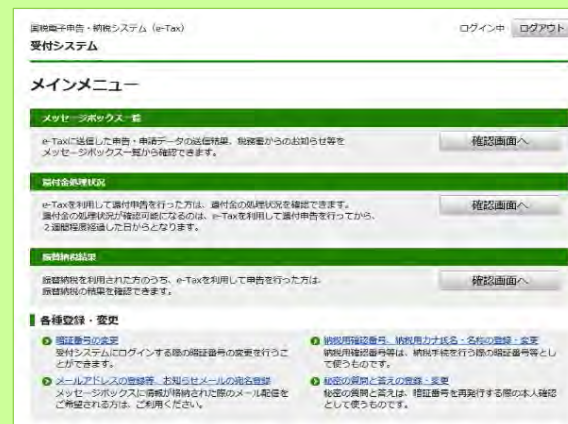 国税電子申告・納税システム（e-Tax）
ログイン中 ログアウト
受付システム
メインメニュー
メッセージボックス一覧
e-Taxに送信した申告・申請データの送信結果、税務署からのお知らせ等を
メッセージボックス一覧から確認できます。
確認画面へ
還付金処理状況
e-Taxを利用して還付申告を行った方は、還付金の処理状況を確認できます。
還付金の処理状況が確認可能になるのは、e-Taxを利用して還付申告を行ってから、
２週間程度経過した日からとなります。
確認画面へ
振替納税結果
振替納税を利用された方のうち、e-Taxを利用して申告を行った方は、
振替納税の結果を確認できます。
確認画面へ
各種登録・変更
暗証番号の変更
受付システムにログインする際の暗証番号の変更を行うこ
とができます。
納税用確認番号、納税用カナ氏名・名称の登録・変更
納税用確認番号等は、納税手続を行う際の暗証番号等とし
て使うものです。
メールアドレスの登録等、お知らせメールの宛名登録
メッセージボックスに情報が格納された際のメール配信を
ご希望される方は、ご利用ください。
秘密の質問と答えの登録・変更
秘密の質問と答えは、暗証番号を再発行する際の本人確認
として使うものです。